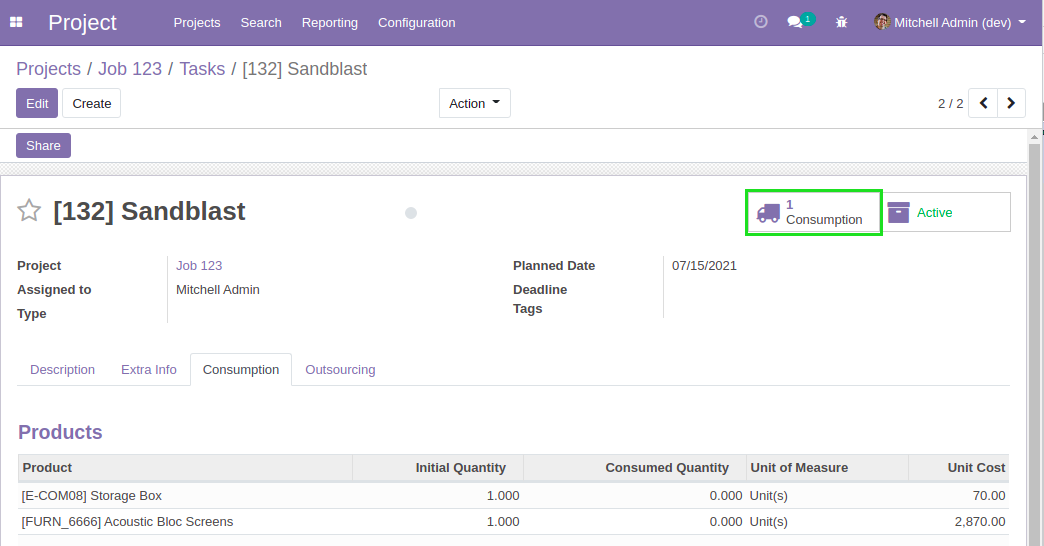 Project Projects Search Reporting Configuration 1 Mitchell Admin (dev)
Projects / Job 123 / Tasks / [132] Sandblast
Edit Create Action 2 / 2
Share
[132] Sandblast
1
Consumption
Active
Project Job 123 Planned Date 07/15/2021
Assigned to Mitchell Admin Deadline
Type
Tags
Description Extra Info Consumption Outsourcing
Products
Product Initial Quantity Consumed Quantity Unit of Measure Unit Cost
[E-COM08] Storage Box 1.000 0.000 Unit(s) 70.00
[FURN_6666] Acoustic Bloc Screens 1.000 0.000 Unit(s) 2,870.00